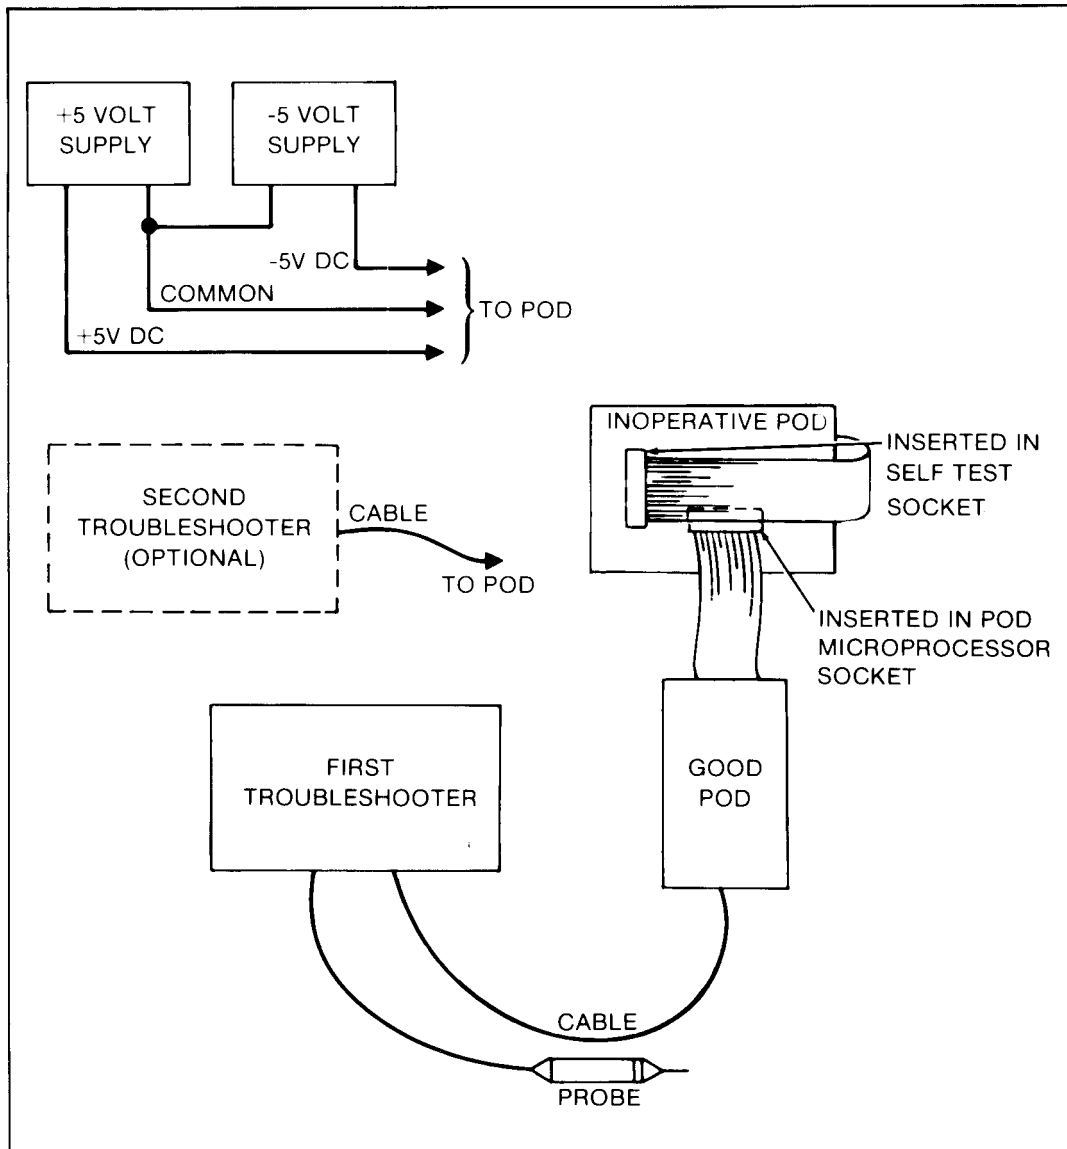 +5 VOLT
SUPPLY
-5 VOLT
SUPPLY
-5V DC
COMMON
+5V DC
TO POD
INOPERATIVE POD
INSERTED IN
SELF TEST
SOCKET
SECOND
TROUBLESHOOTER
(OPTIONAL)
CABLE
TO POD
INSERTED IN POD
MICROPROCESSOR
SOCKET
FIRST
TROUBLESHOOTER
GOOD
POD
CABLE
PROBE